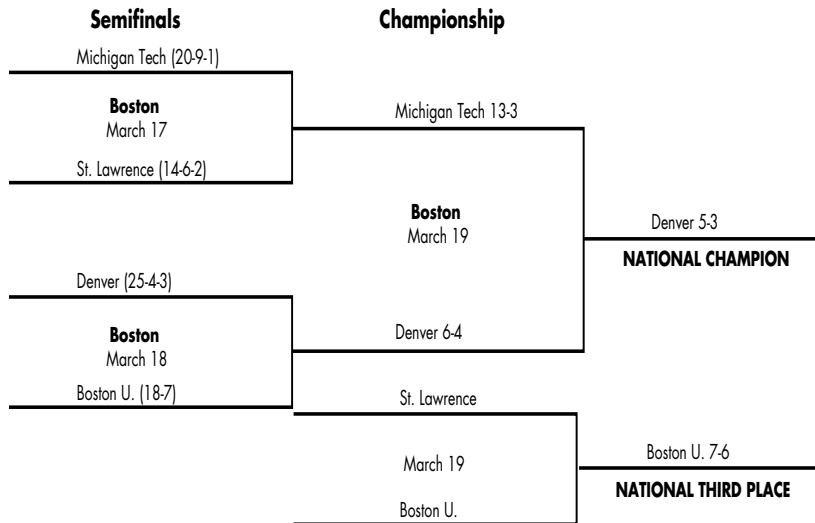 Semifinals
Championship
Michigan Tech (20-9-1)
Boston
March 17
St. Lawrence (14-6-2)
Michigan Tech 13-3
Boston
March 19
Denver 5-3
NATIONAL CHAMPION
Denver (25-4-3)
Boston
March 18
Boston U. (18-7)
Denver 6-4
St. Lawrence
March 19
Boston U.
Boston U. 7-6
NATIONAL THIRD PLACE